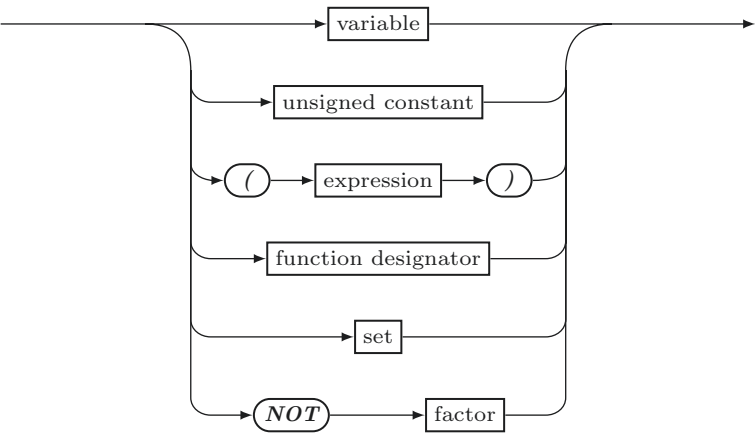 variable
unsigned constant
( expression )
function designator
set
NOT factor